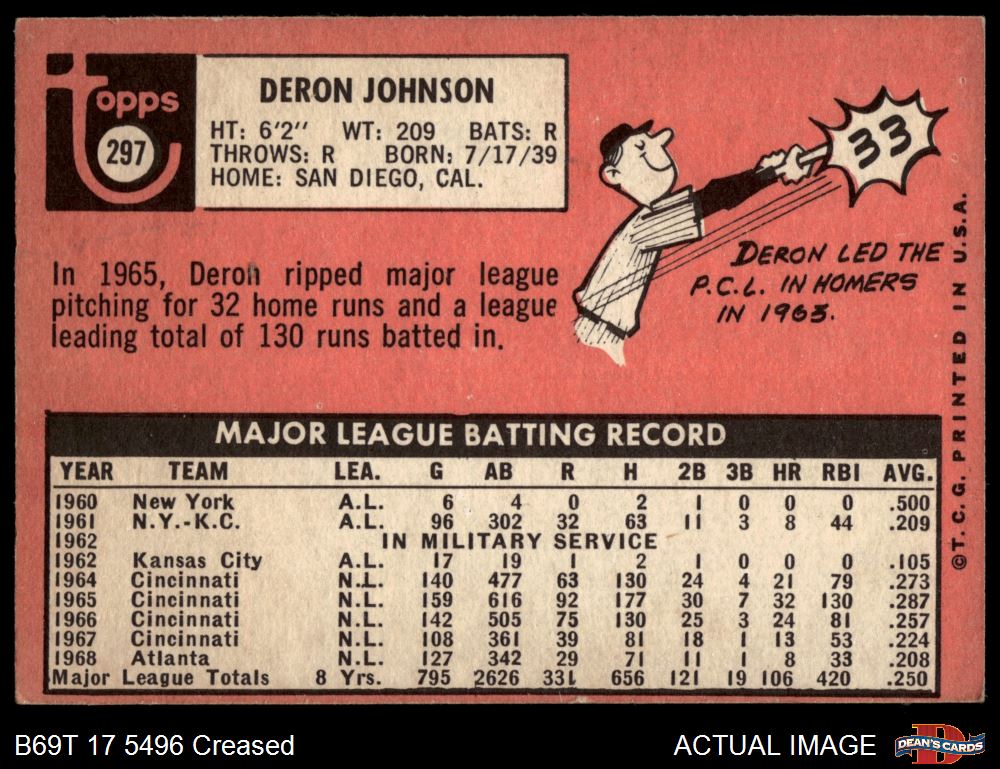 topps
297
DERON JOHNSON
HT: 6'2" WT: 209 BATS: R
THROWS: R BORN: 7/17/39
HOME: SAN DIEGO, CAL.
33
DERON LED THE
P.C.L. IN HOMERS
IN 1963.
In 1965, Deron ripped major league
pitching for 32 home runs and a league
leading total of 130 runs batted in.
©T.C.G. PRINTED IN U.S.A.
MAJOR LEAGUE BATTING RECORD
YEAR TEAM LEA. G AB R H 2B 3B HR RBI AVG.
1960 New York A.L. 6 4 0 2 1 0 0 0 .500
1961 N.Y.-K.C. A.L. 96 302 32 63 11 3 8 44 .209
1962 IN MILITARY SERVICE
1962 Kansas City A.L. 17 19 1 2 0 0 0 0 .105
1964 Cincinnati N.L. 140 477 63 130 24 4 21 79 .273
1965 Cincinnati N.L. 159 616 92 177 30 7 32 130 .287
1966 Cincinnati N.L. 142 505 75 130 25 3 24 81 .257
1967 Cincinnati N.L. 108 361 39 81 18 1 13 53 .224
1968 Atlanta N.L. 127 342 29 71 11 1 8 33 .208
Major League Totals 8 Yrs. 795 2626 331 656 121 19 106 420 .250
B69T 17 5496 Creased
ACTUAL IMAGE
D
DEAN'S CARDS